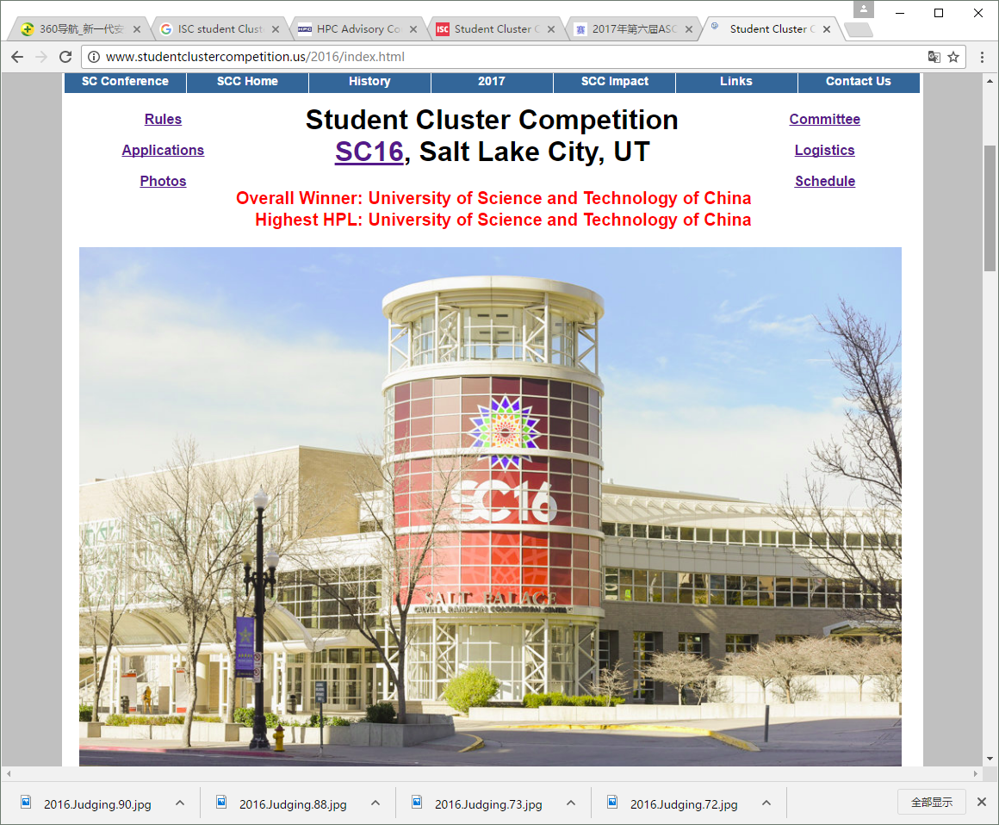 360导航_新一代安
ISC student Clust
HPC Advisory Co
Student Cluster C
2017年第六届ASC
Student Cluster C
www.studentclustercompetition.us/2016/index.html
SC Conference SCC Home History 2017 SCC Impact Links Contact Us
Rules
Applications
Photos
Student Cluster Competition
SC16, Salt Lake City, UT
Committee
Logistics
Schedule
Overall Winner: University of Science and Technology of China
Highest HPL: University of Science and Technology of China
SC16
SALT PALACE
CALVIN L. RAMPTON CONVENTION CENTER
2016.Judging.90.jpg 2016.Judging.88.jpg 2016.Judging.73.jpg 2016.Judging.72.jpg 全部显示